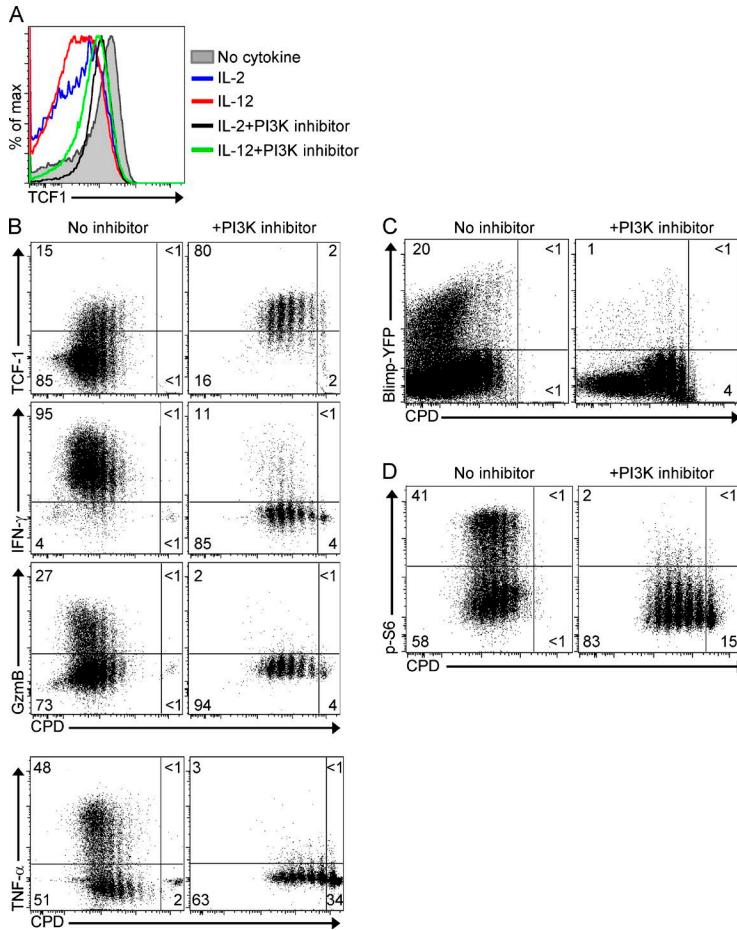 A
% of max
TCF1
No cytokine
IL-2
IL-12
IL-2+PI3K inhibitor
IL-12+PI3K inhibitor
B
No inhibitor
+PI3K inhibitor
TCF-1
15
<1
85
<1
80
2
16
2
IFN-γ
95
<1
4
<1
11
<1
85
4
GzmB
27
<1
73
<1
2
<1
94
4
CPD
TNF-α
48
<1
51
2
3
<1
63
34
CPD
C
No inhibitor
+PI3K inhibitor
Blimp-YFP
20
<1
<1
1
<1
4
CPD
D
No inhibitor
+PI3K inhibitor
p-S6
41
<1
58
<1
2
<1
83
15
CPD